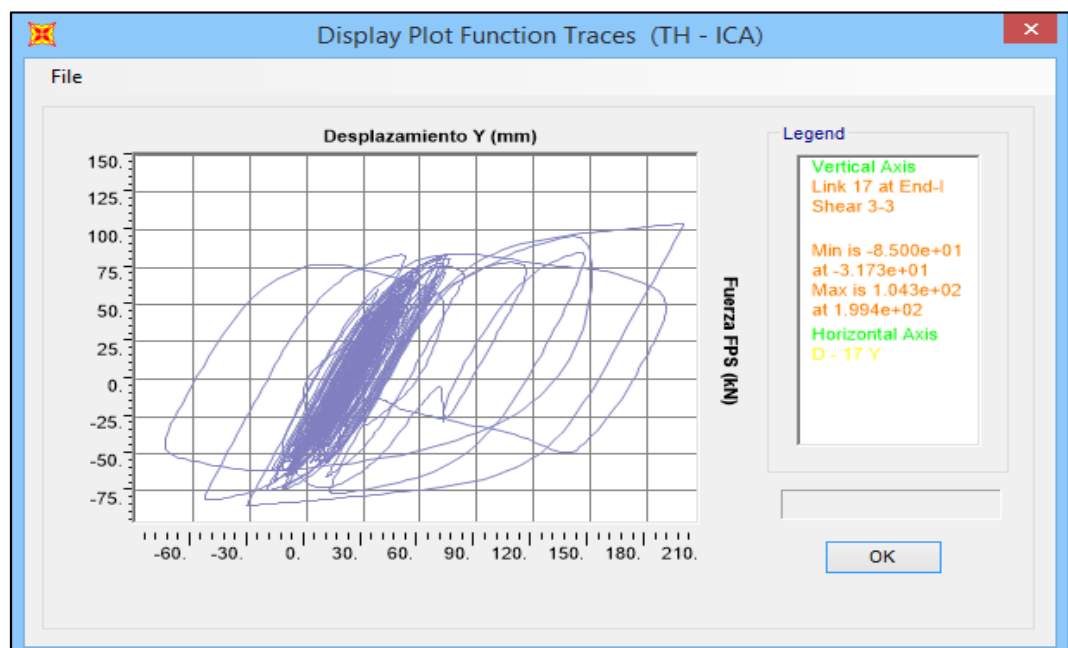 Display Plot Function Traces (TH - ICA)
File
Desplazamiento Y (mm)
150.
125.
100.
75.
50.
25.
0.
-25.
-50.
-75.
-60. -30. 0. 30. 60. 90. 120. 150. 180. 210.
Fuerza FPS (kN)
Legend
Vertical Axis
Link 17 at End-I
Shear 3-3
Min is -8.500e+01
at -3.173e+01
Max is 1.043e+02
at 1.994e+02
Horizontal Axis
D - 17 Y
OK